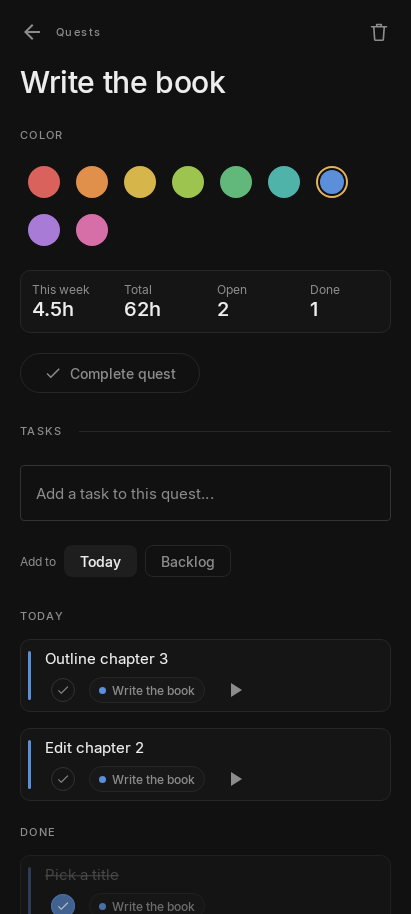 Quests
Write the book
COLOR
This week Total Open Done
4.5h 62h 2 1
Complete quest
TASKS
Add a task to this quest...
Add to Today Backlog
TODAY
Outline chapter 3
Write the book
Edit chapter 2
Write the book
DONE
Pick a title
Write the book